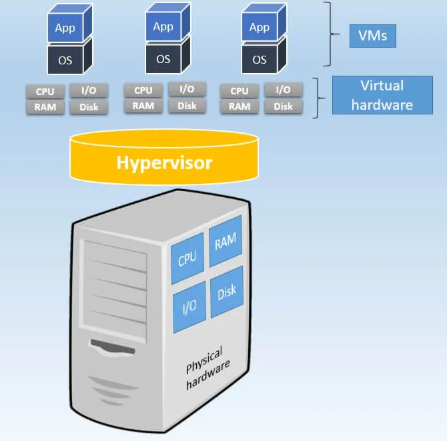 App App App
VMs
OS OS OS
CPU I/O CPU I/O CPU I/O
RAM Disk RAM Disk RAM Disk
Virtual
hardware
Hypervisor
CPU RAM
I/O Disk
Physical
hardware